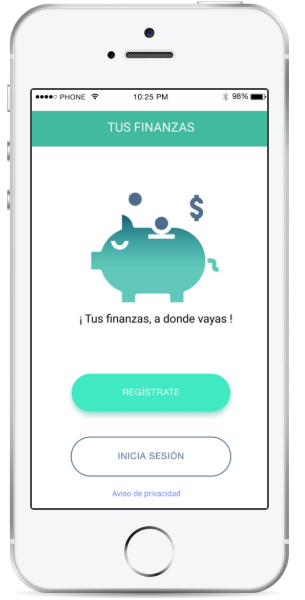 PHONE 10:25 PM 98%
TUS FINANZAS
$
¡ Tus finanzas, a donde vayas !
REGÍSTRATE
INICIA SESIÓN
Aviso de privacidad